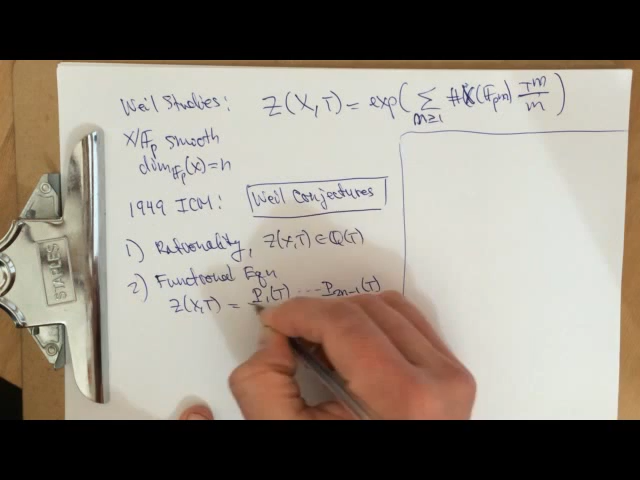 Weil Studies: Z(X,T) = exp( ∑_{m≥1} #X(𝔽_{p^m}) T^m/m )
X/𝔽_p smooth
dim_{𝔽_p}(X) = n
1949 ICM: Weil Conjectures
1) Rationality, Z(X,T) ∈ ℚ(T)
2) Functional Eqn
Z(X,T) = P_1(T) ... P_{2n-1}(T)
STAPLES